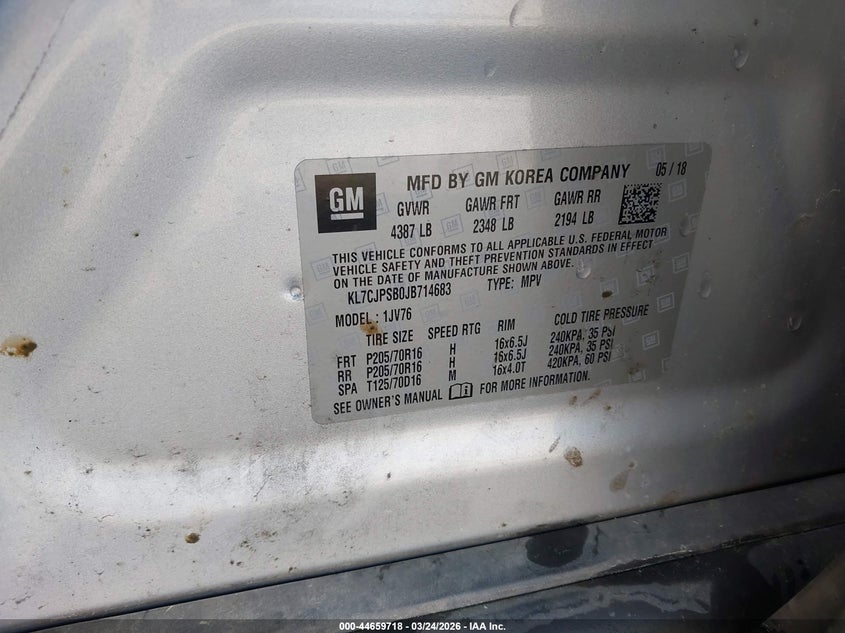 GM
MFD BY GM KOREA COMPANY 05 / 18
GVWR GAWR FRT GAWR RR
4387 LB 2348 LB 2194 LB
THIS VEHICLE CONFORMS TO ALL APPLICABLE U.S. FEDERAL MOTOR
VEHICLE SAFETY AND THEFT PREVENTION STANDARDS IN EFFECT
ON THE DATE OF MANUFACTURE SHOWN ABOVE.
KL7CJPSB0JB714683 TYPE: MPV
MODEL : 1JV76
TIRE SIZE SPEED RTG RIM COLD TIRE PRESSURE
FRT P205/70R16 H 16x6.5J 240KPA, 35 PSI
RR P205/70R16 H 16x6.5J 240KPA, 35 PSI
SPA T125/70D16 M 16x4.0T 420KPA, 60 PSI
SEE OWNER'S MANUAL FOR MORE INFORMATION.
000-44659718 - 03/24/2026 - IAA Inc.